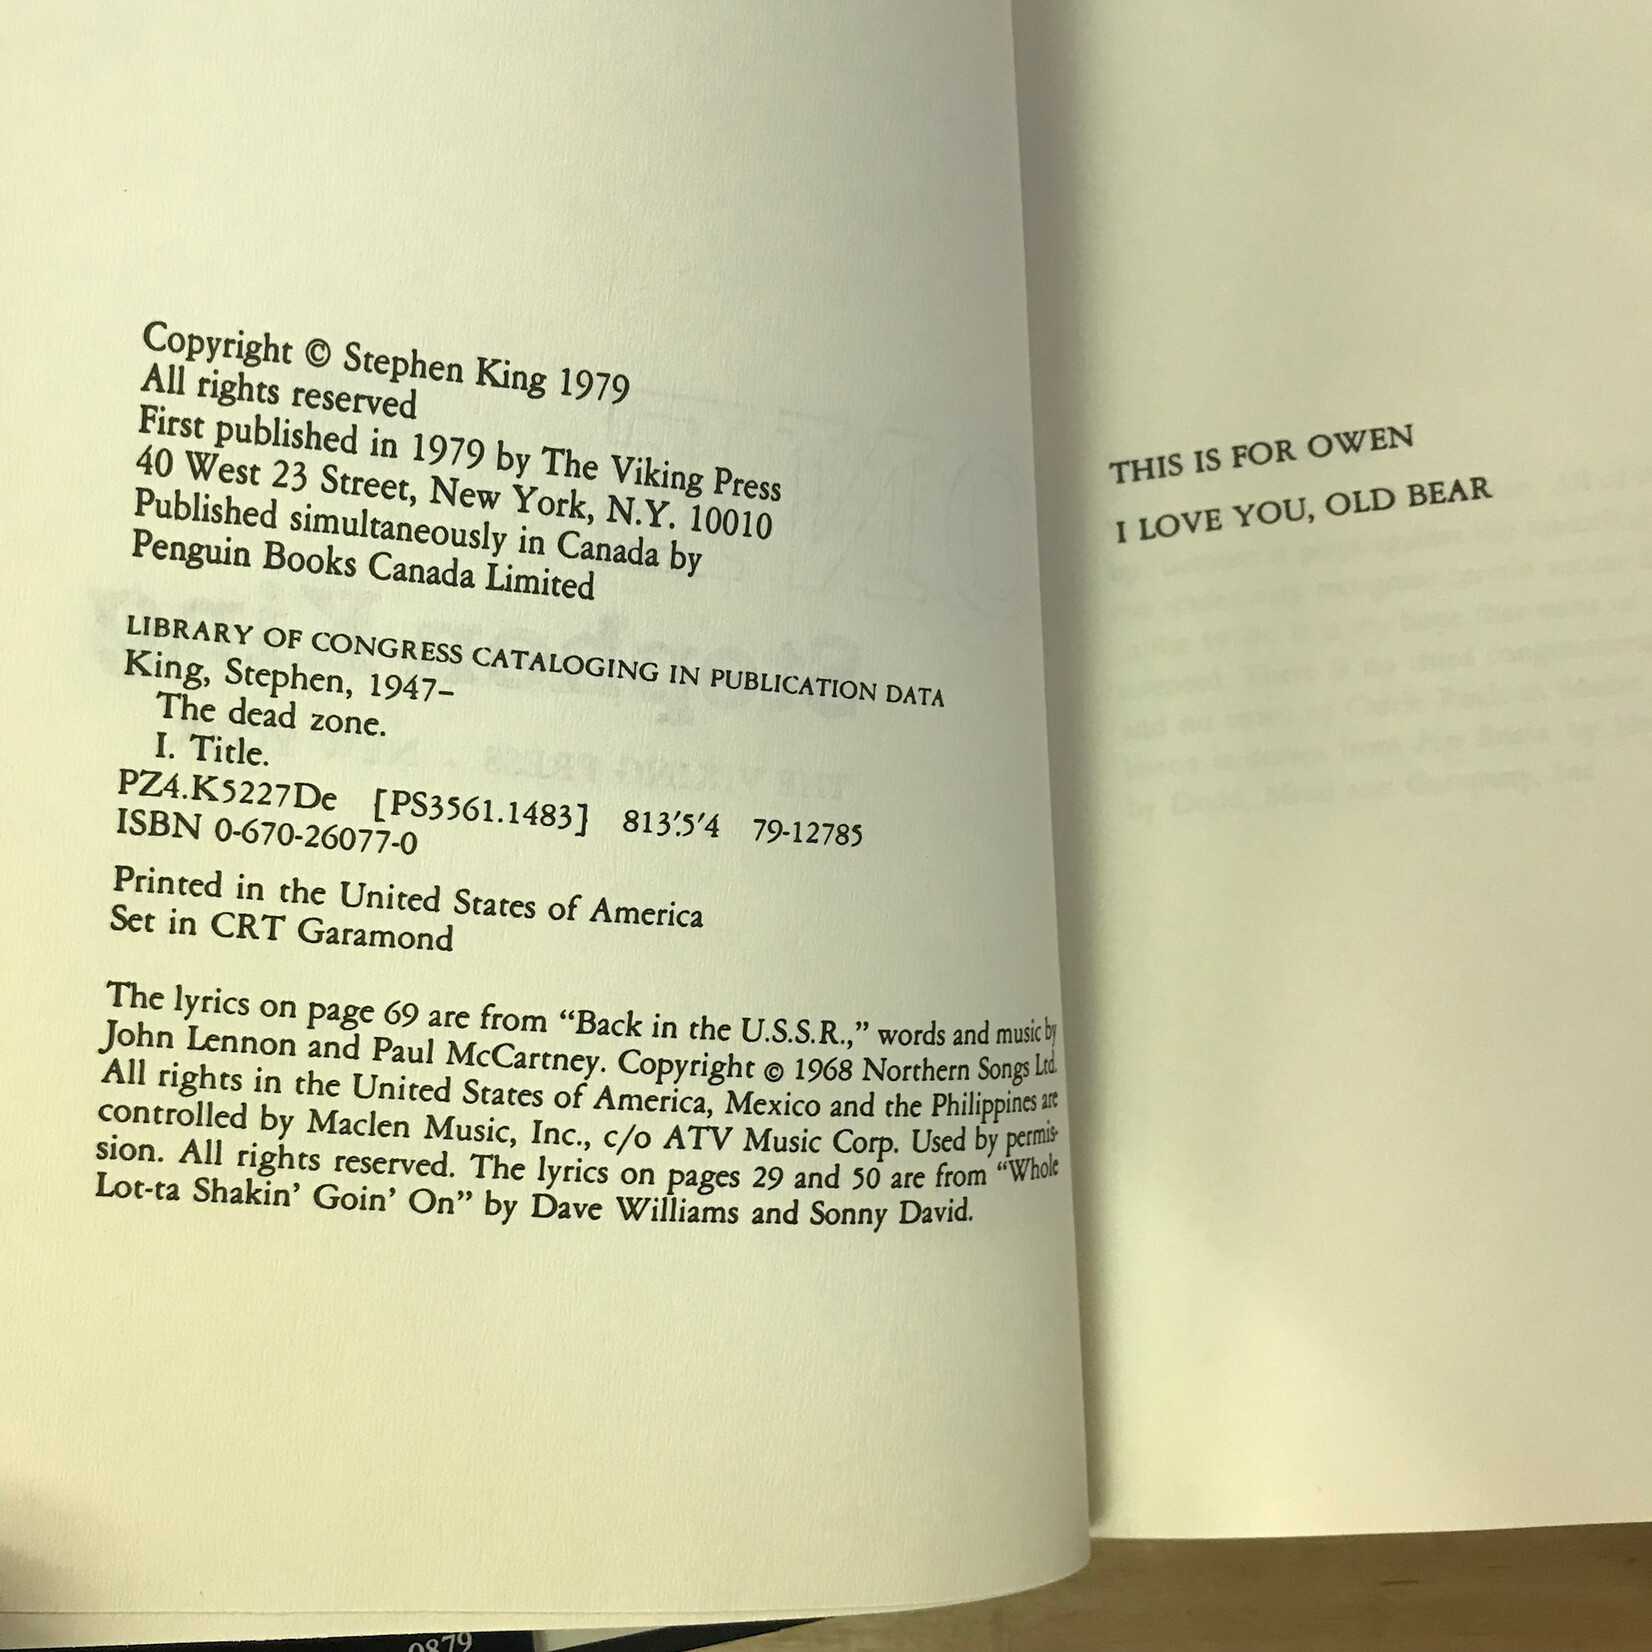 Copyright © Stephen King 1979
All rights reserved
First published in 1979 by The Viking Press
40 West 23 Street, New York, N.Y. 10010
Published simultaneously in Canada by
Penguin Books Canada Limited
LIBRARY OF CONGRESS CATALOGING IN PUBLICATION DATA
King, Stephen, 1947–
The dead zone.
I. Title.
PZ4.K5227De [PS3561.1483] 813'.5'4 79-12785
ISBN 0-670-26077-0
Printed in the United States of America
Set in CRT Garamond
The lyrics on page 69 are from “Back in the U.S.S.R.,” words and music by
John Lennon and Paul McCartney. Copyright © 1968 Northern Songs Ltd.
All rights in the United States of America, Mexico and the Philippines are
controlled by Maclen Music, Inc., c/o ATV Music Corp. Used by permis-
sion. All rights reserved. The lyrics on pages 29 and 50 are from “Whole
Lot-ta Shakin’ Goin’ On” by Dave Williams and Sonny David.
THIS IS FOR OWEN
I LOVE YOU, OLD BEAR
0879